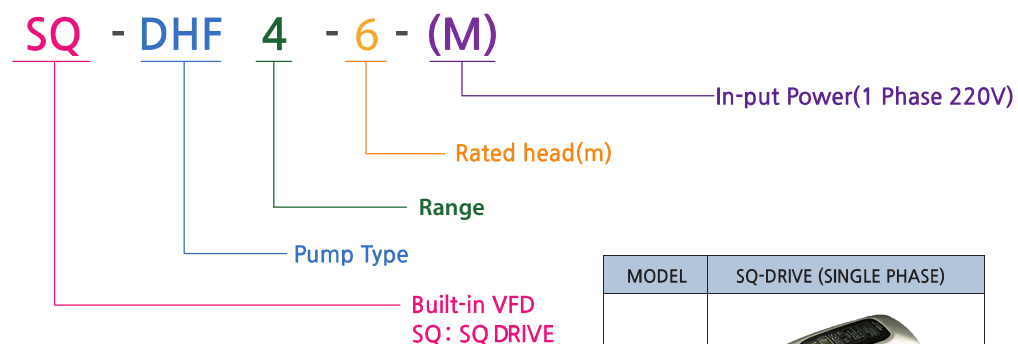 SQ - DHF 4 - 6 - (M)
In-put Power(1 Phase 220V)
Rated head(m)
Range
Pump Type
Built-in VFD
SQ : SQ DRIVE
MODEL SQ-DRIVE (SINGLE PHASE)